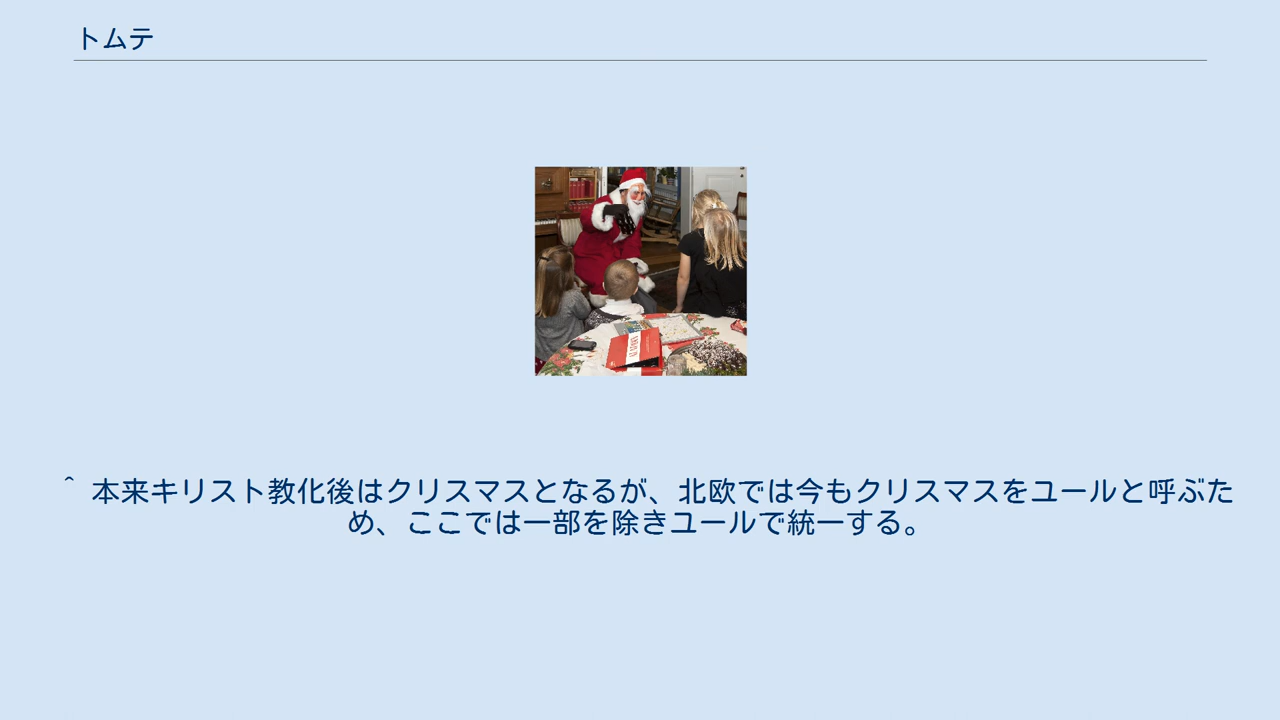 トムテ
^ 本来キリスト教化後はクリスマスとなるが、北欧では今もクリスマスをユールと呼ぶた
め、ここでは一部を除きユールで統一する。